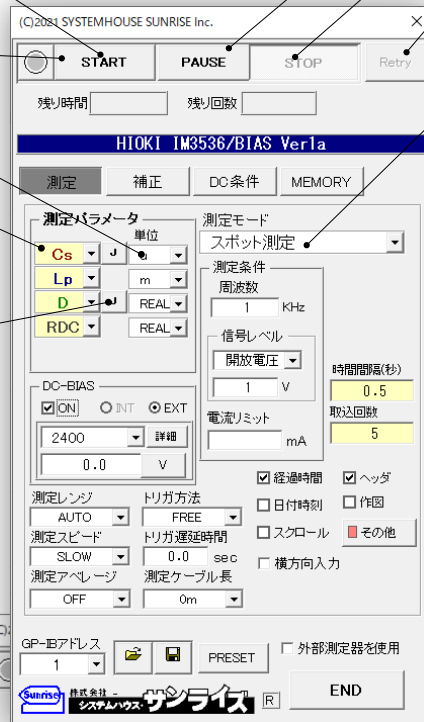 (C)2021 SYSTEMHOUSE SUNRISE Inc.
START PAUSE STOP Retry
残り時間 残り回数
HIOKI IM3536/BIAS Ver1a
測定 補正 DC条件 MEMORY
測定パラメータ
単位
Cs J
Lp m
D J REAL
RDC REAL
測定モード
スポット測定
測定条件
周波数
1 KHz
信号レベル
開放電圧
1 V
電流リミット
mA
時間間隔(秒)
0.5
取込回数
5
DC-BIAS
ON INT EXT
2400 詳細
0.0 V
経過時間 ヘッダ
日付時刻 作図
スクロール その他
横方向入力
測定レンジ トリガ方法
AUTO FREE
測定スピード トリガ遅延時間
SLOW 0.0 sec
測定アベレージ 測定ケーブル長
OFF 0m
GP-IBアドレス
1 PRESET
外部測定器を使用
Sunrise 株式会社
システムハウス・サンライズ R END